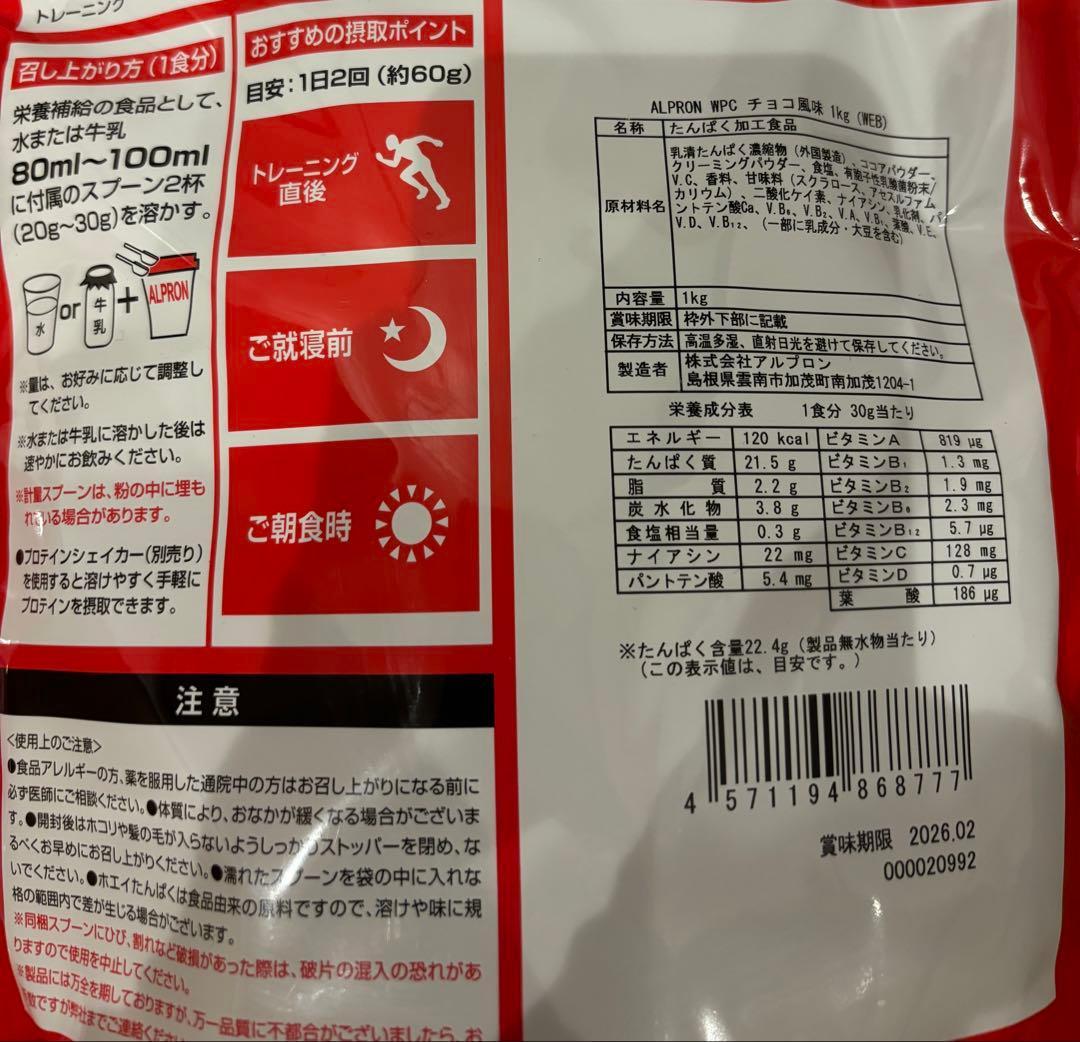 トレーニング
召し上がり方（1食分）
栄養補給の食品として、
水または牛乳
80ml〜100ml
に付属のスプーン2杯
(20g〜30g)を溶かす。
水
or
牛乳
+
ALPRON
※量は、お好みに応じて調整し
てください。
※水または牛乳に溶かした後は
速やかにお飲みください。
※計量スプーンは、粉の中に埋も
れている場合があります。
●プロテインシェイカー（別売り）
を使用すると溶けやすく手軽に
プロテインを摂取できます。
おすすめの摂取ポイント
目安：1日2回（約60g）
トレーニング
直後
ご就寝前
ご朝食時
注意
＜使用上のご注意＞
●食品アレルギーの方、薬を服用した通院中の方はお召し上がりになる前に
必ず医師にご相談ください。●体質により、おなかが緩くなる場合がございま
す。●開封後はホコリや髪の毛が入らないようしっかりストッパーを閉め、な
るべくお早めにお召し上がりください。●濡れたスプーンを袋の中に入れな
いでください。●ホエイたんぱくは食品由来の原料ですので、溶けや味に規
格の範囲内で差が生じる場合がございます。
※同梱スプーンにひび、割れなど破損があった際は、破片の混入の恐れがあ
りますので使用を中止してください。
※製品には万全を期しておりますが、万一品質に不都合がございましたら、お
数ですが弊社までご連絡くださ
ALPRON WPC チョコ風味 1kg (WEB)
名称 たんぱく加工食品
原材料名 乳清たんぱく濃縮物（外国製造）、ココアパウダー、
クリーミングパウダー、食塩、有胞子性乳酸菌粉末/
V.C、香料、甘味料（スクラロース、アセスルファム
カリウム）、二酸化ケイ素、ナイアシン、乳化剤、パ
ントテン酸Ca、V.B₆、V.B₂、V.A、V.B₁、葉酸、V.E、
V.D、V.B₁₂、（一部に乳成分・大豆を含む）
内容量 1kg
賞味期限 枠外下部に記載
保存方法 高温多湿、直射日光を避けて保存してください。
製造者 株式会社アルプロン
島根県雲南市加茂町南加茂1204-1
栄養成分表 1食分 30g当たり
エネルギー 120 kcal ビタミンA 819 μg
たんぱく質 21.5 g ビタミンB₁ 1.3 mg
脂質 2.2 g ビタミンB₂ 1.9 mg
炭水化物 3.8 g ビタミンB₆ 2.3 mg
食塩相当量 0.3 g ビタミンB₁₂ 5.7 μg
ナイアシン 22 mg ビタミンC 128 mg
パントテン酸 5.4 mg ビタミンD 0.7 μg
葉酸 186 μg
※たんぱく含量22.4g（製品無水物当たり）
（この表示値は、目安です。）
4 571194 868777
賞味期限 2026.02
000020992